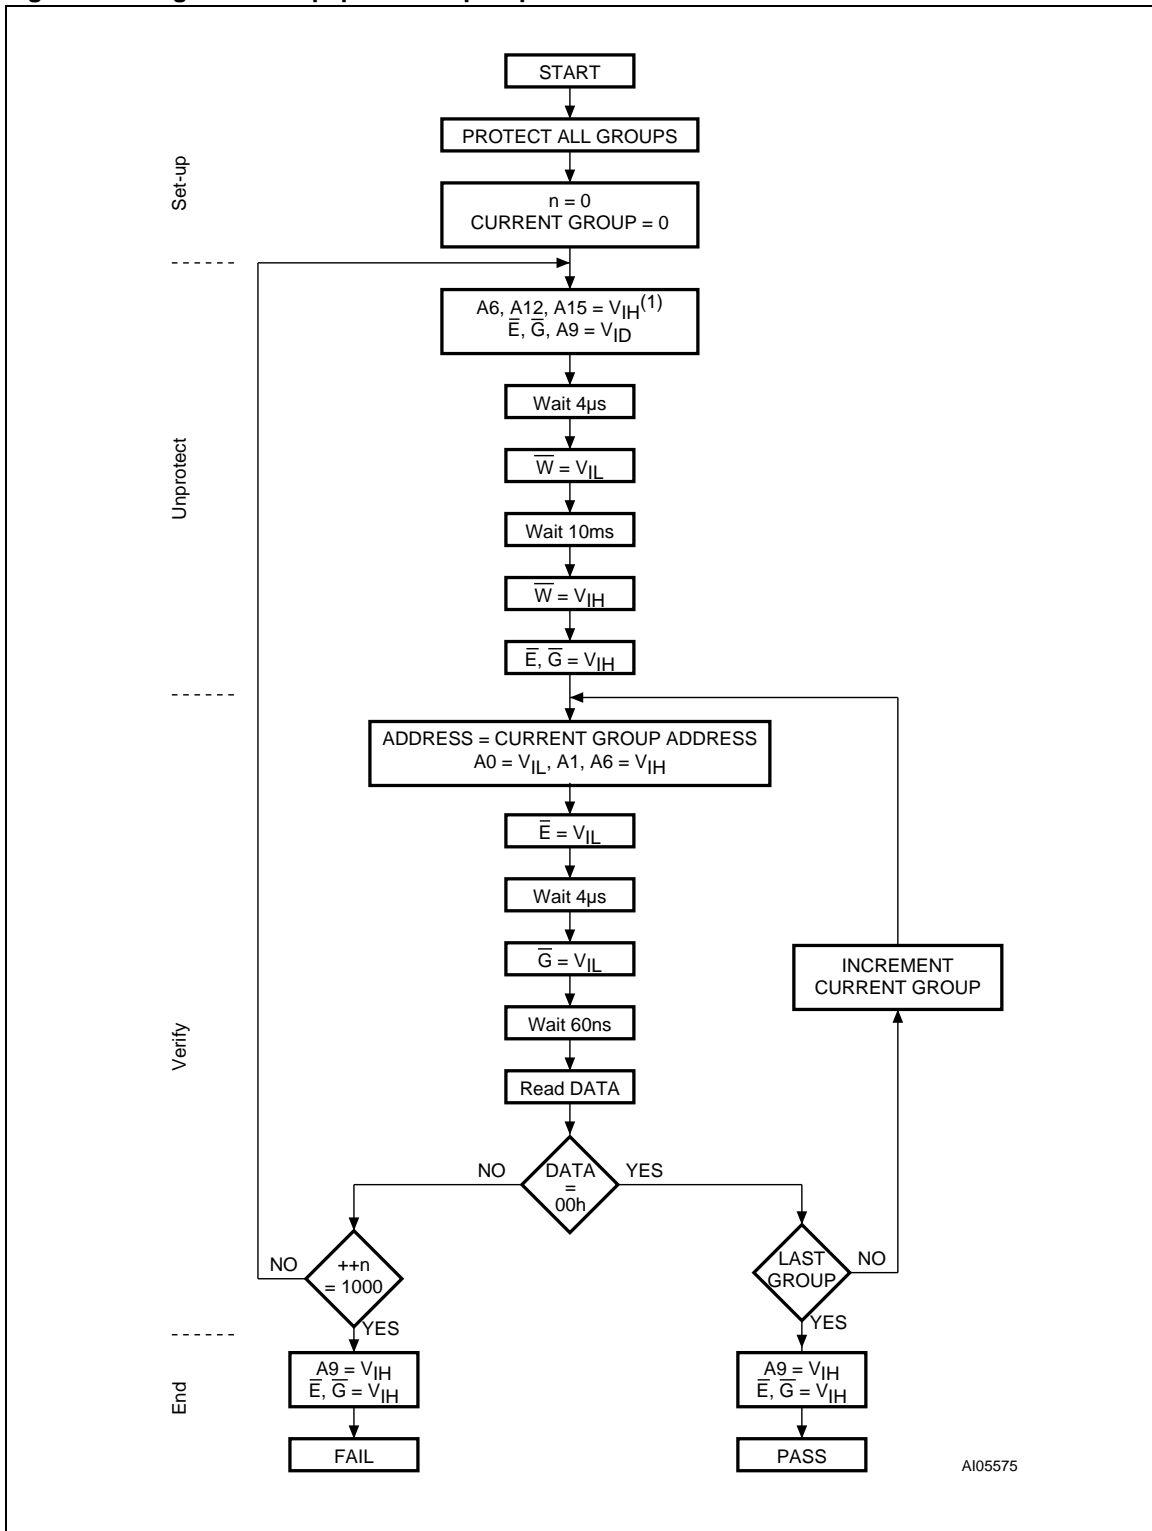 START
PROTECT ALL GROUPS
Set-up
n = 0
CURRENT GROUP = 0
A6, A12, A15 = VIH(1)
E̅, G̅, A9 = VID
Wait 4µs
Unprotect
W̅ = VIL
Wait 10ms
W̅ = VIH
E̅, G̅ = VIH
ADDRESS = CURRENT GROUP ADDRESS
A0 = VIL, A1, A6 = VIH
E̅ = VIL
Wait 4µs
G̅ = VIL
INCREMENT
CURRENT GROUP
Wait 60ns
Verify
Read DATA
NO
DATA
=
00h
YES
NO
++n
= 1000
YES
LAST
GROUP
NO
YES
End
A9 = VIH
E̅, G̅ = VIH
A9 = VIH
E̅, G̅ = VIH
FAIL
PASS
AI05575